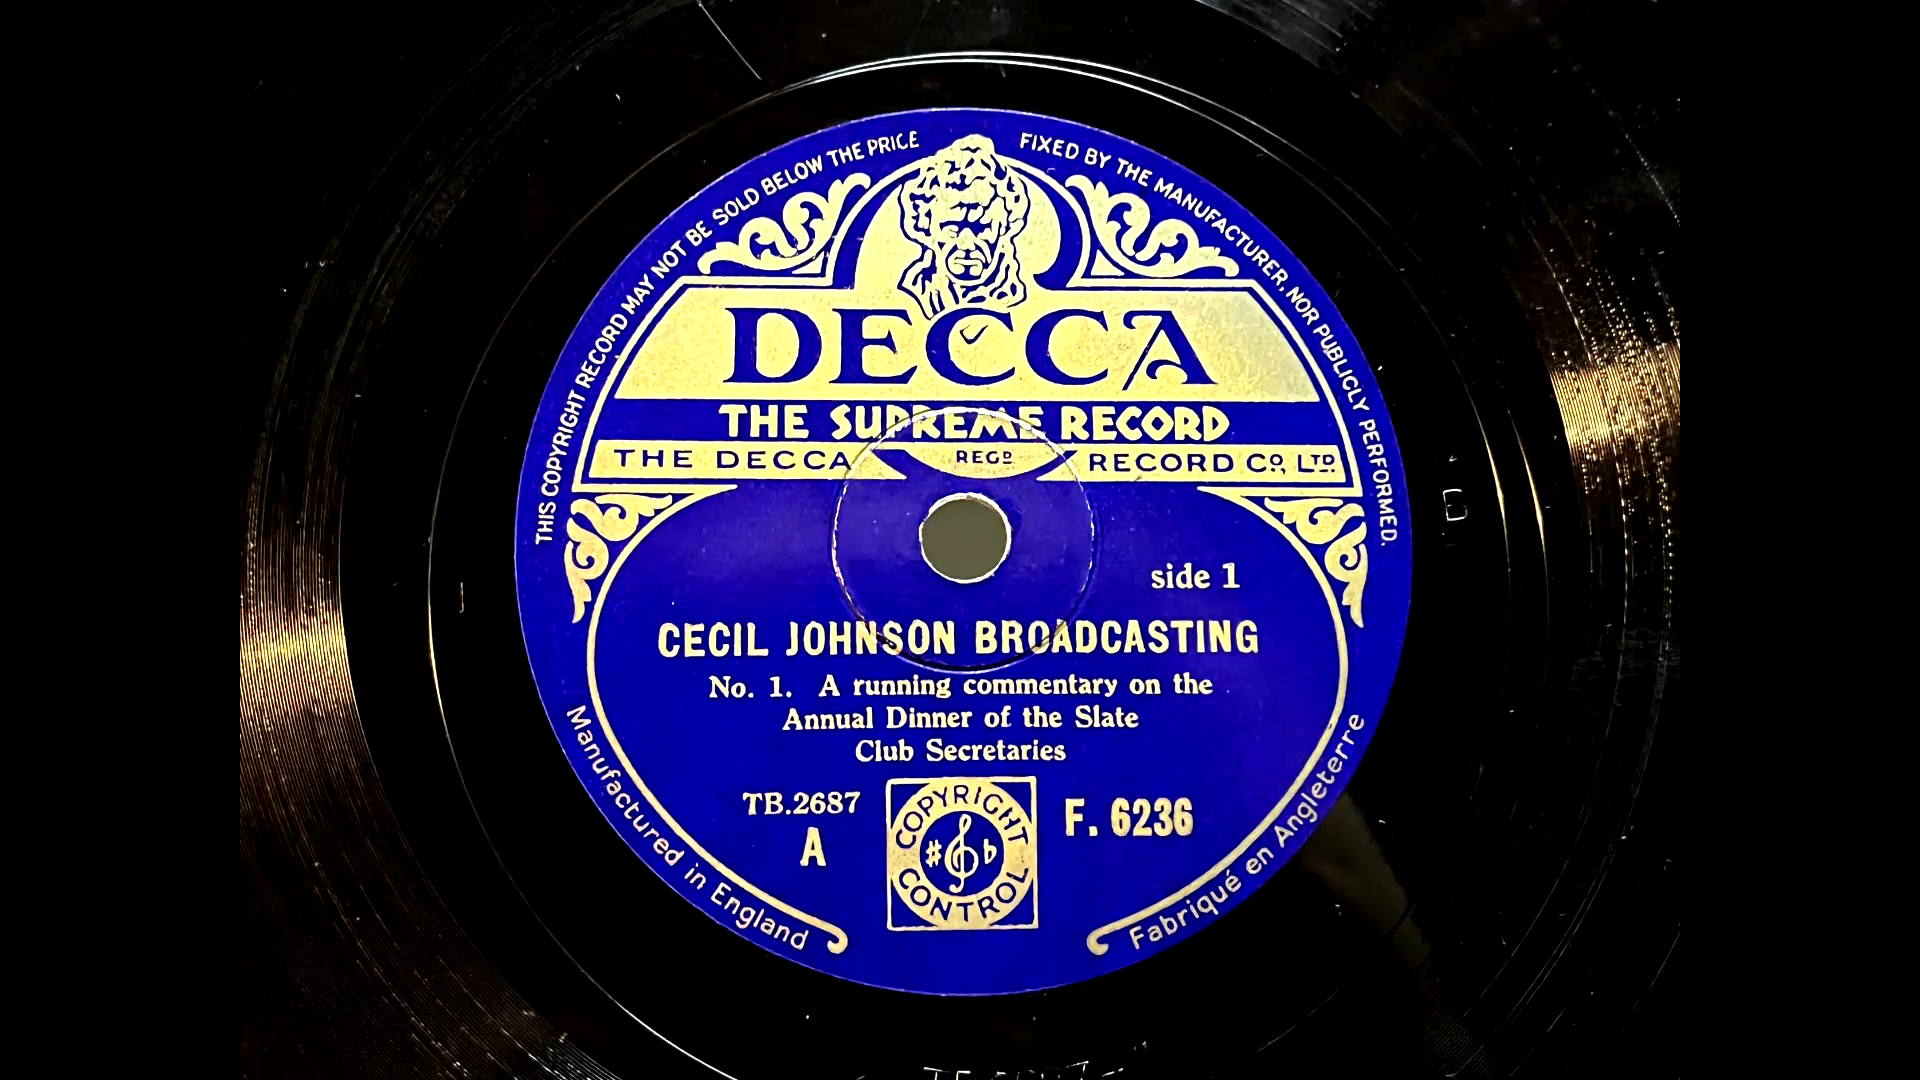 THIS COPYRIGHT RECORD MAY NOT BE SOLD BELOW THE PRICE
FIXED BY THE MANUFACTURER, NOR PUBLICLY PERFORMED.
DECCA
THE SUPREME RECORD
THE DECCA REGD RECORD CO., LTD.
side 1
CECIL JOHNSON BROADCASTING
No. 1. A running commentary on the
Annual Dinner of the Slate
Club Secretaries
TB.2687
A
COPYRIGHT
CONTROL
F. 6236
Manufactured in England
Fabriqué en Angleterre